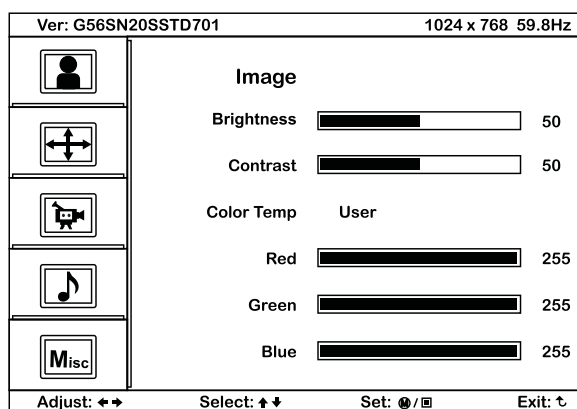 Ver: G56SN20SSTD701 1024 x 768 59.8Hz
Image
Brightness 50
Contrast 50
Color Temp User
Red 255
Green 255
Blue 255
Misc
Adjust: ←→ Select: ↑↓ Set: Ⓜ/▣ Exit: ↻